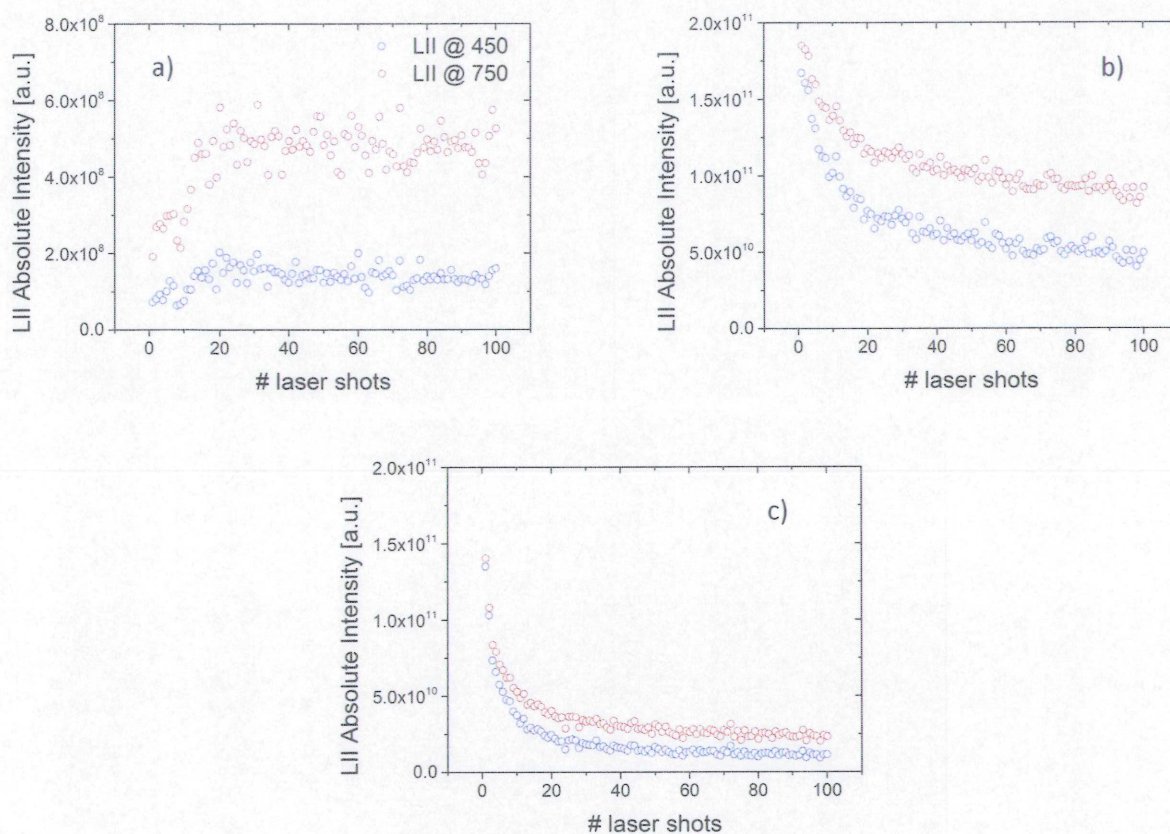 8.0x10⁸
6.0x10⁸
4.0x10⁸
2.0x10⁸
0.0
LII Absolute Intensity [a.u.]
a)
LII @ 450
LII @ 750
0 20 40 60 80 100
# laser shots
2.0x10¹¹
1.5x10¹¹
1.0x10¹¹
5.0x10¹⁰
0.0
LII Absolute Intensity [a.u.]
b)
0 20 40 60 80 100
# laser shots
2.0x10¹¹
1.5x10¹¹
1.0x10¹¹
5.0x10¹⁰
0.0
LII Absolute Intensity [a.u.]
c)
0 20 40 60 80 100
# laser shots